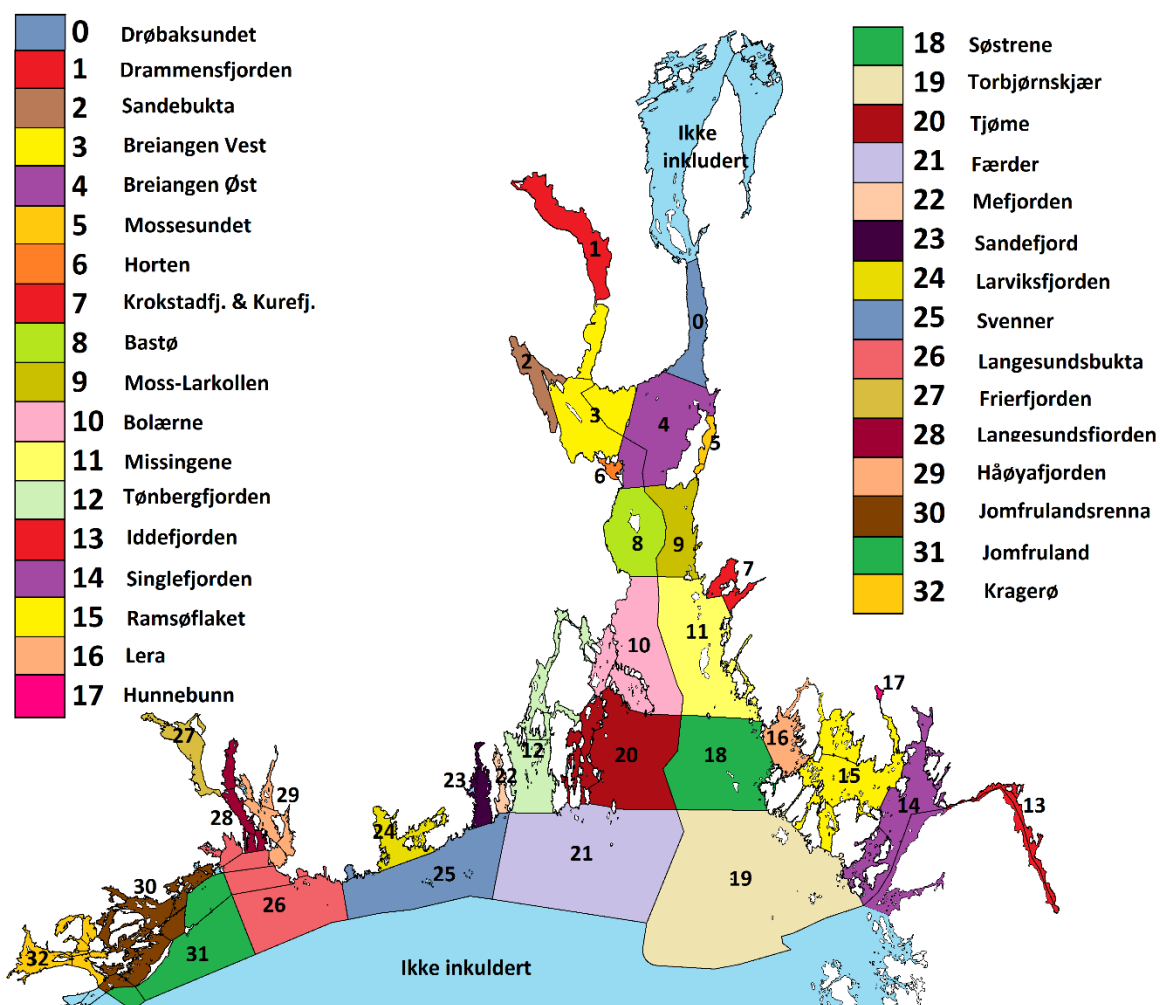 0 Drøbaksundet
1 Drammensfjorden
2 Sandebukta
3 Breiangen Vest
4 Breiangen Øst
5 Mossesundet
6 Horten
7 Krokstadfj. & Kurefj.
8 Bastø
9 Moss-Larkollen
10 Bolærne
11 Missingene
12 Tønbergfjorden
13 Iddefjorden
14 Singlefjorden
15 Ramsøflaket
16 Lera
17 Hunnebunn
18 Søstrene
19 Torbjørnskjær
20 Tjøme
21 Færder
22 Mefjorden
23 Sandefjord
24 Larviksfjorden
25 Svenner
26 Langesundsbukta
27 Frierfjorden
28 Langesundsfjorden
29 Håøyafjorden
30 Jomfrulandsrenna
31 Jomfruland
32 Kragerø
Ikke
inkludert
1
0
2
3
4
5
6
8
9
7
10
11
17
16
27
12
20
18
23
22
15
29
14
13
28
24
21
25
19
30
26
32
31
Ikke inkuldert